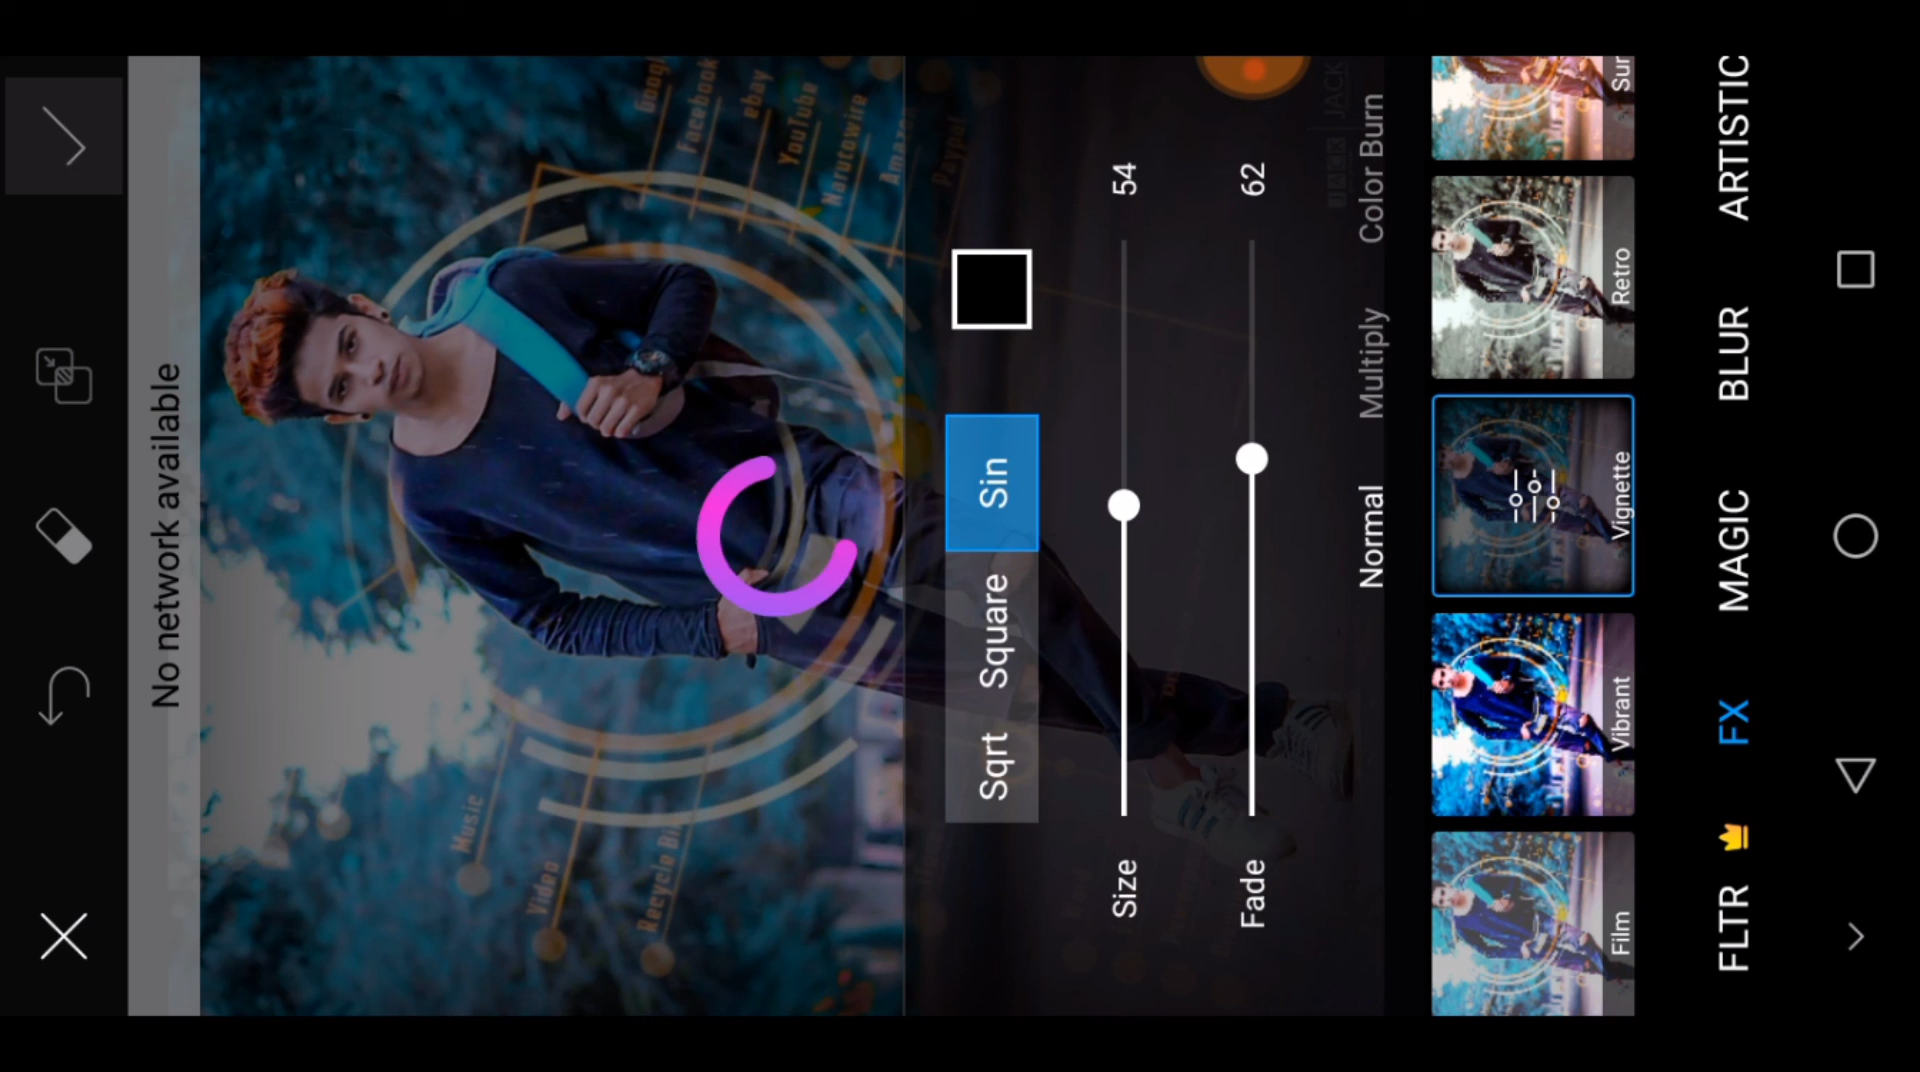 No network available
Googl
Facebook
ebay
YouTube
Narutowire
Paypal
Music
Video
Sqrt
Square
Sin
Size
54
Fade
62
Normal
Multiply
Color Burn
Film
Vibrant
Vignette
Retro
Sur
FLTR
FX
MAGIC
BLUR
ARTISTIC